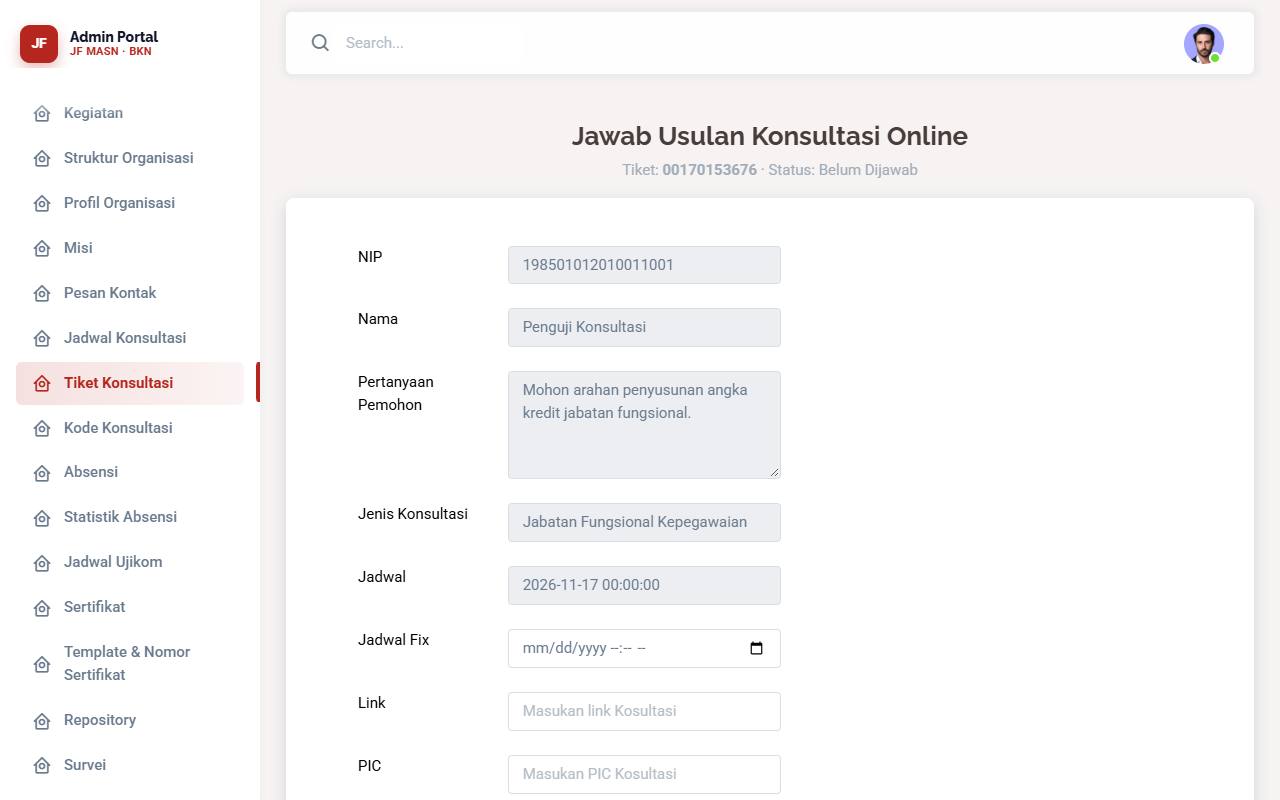 JF
Admin Portal
JF MASN · BKN
Search...
Kegiatan
Struktur Organisasi
Profil Organisasi
Misi
Pesan Kontak
Jadwal Konsultasi
Tiket Konsultasi
Kode Konsultasi
Absensi
Statistik Absensi
Jadwal Ujikom
Sertifikat
Template & Nomor
Sertifikat
Repository
Survei
Jawab Usulan Konsultasi Online
Tiket: 00170153676 · Status: Belum Dijawab
NIP
198501012010011001
Nama
Penguji Konsultasi
Pertanyaan
Pemohon
Mohon arahan penyusunan angka
kredit jabatan fungsional.
Jenis Konsultasi
Jabatan Fungsional Kepegawaian
Jadwal
2026-11-17 00:00:00
Jadwal Fix
mm/dd/yyyy --:-- --
Link
Masukan link Kosultasi
PIC
Masukan PIC Kosultasi